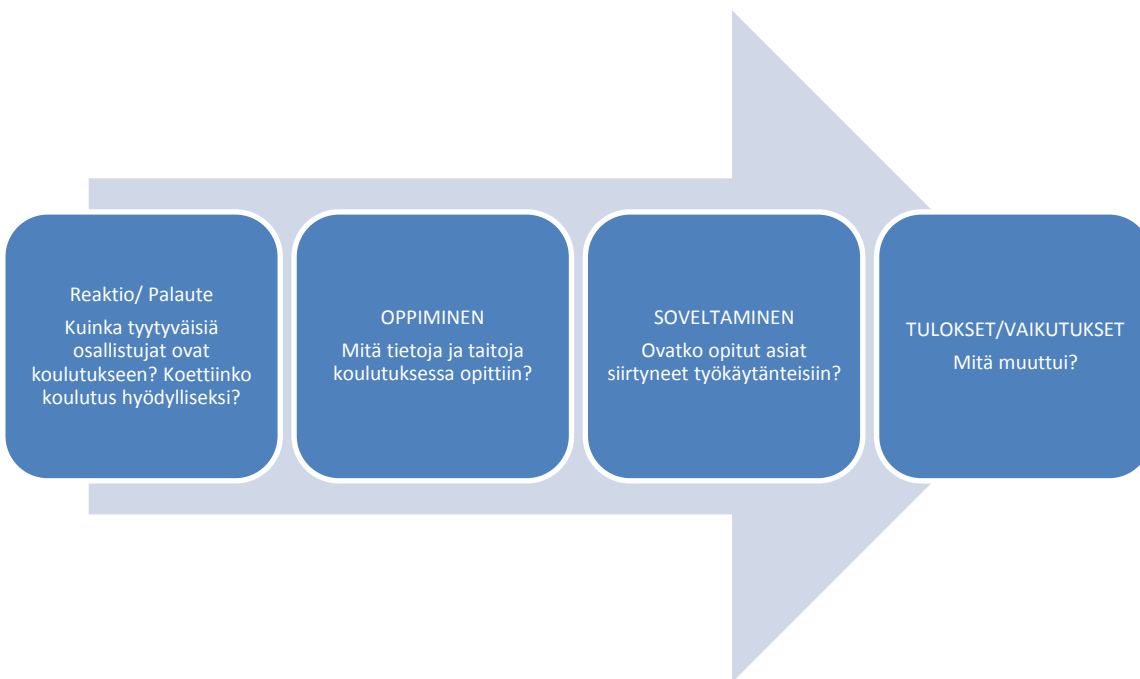 Reaktio/ Palaute
Kuinka tyytyväisiä
osallistujat ovat
koulutukseen? Koettiinko
koulutus hyödylliseksi?
OPPIMINEN
Mitä tietoja ja taitoja
koulutuksessa opittiin?
SOVELTAMINEN
Ovatko opitut asiat
siirtyneet työkäytänteisiin?
TULOKSET/VAIKUTUKSET
Mitä muuttui?